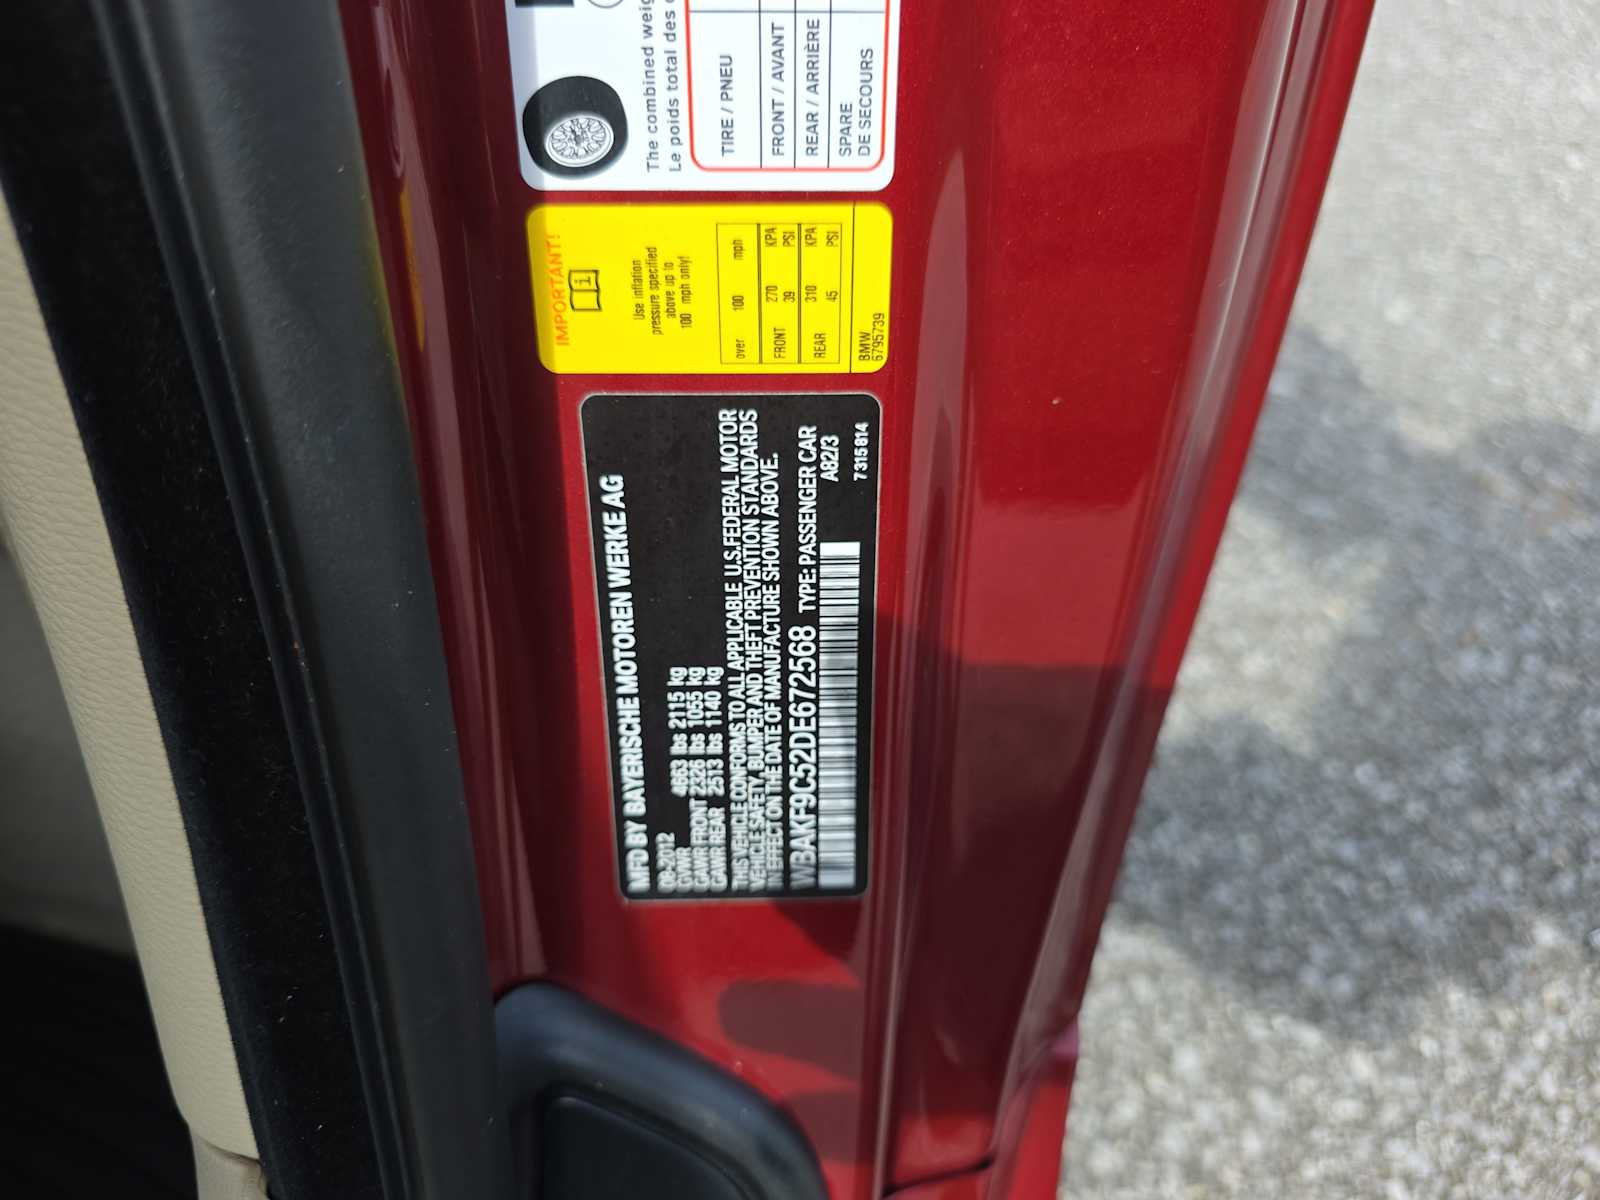 The combined weig
Le poids total des
TIRE / PNEU
FRONT / AVANT
REAR / ARRIÈRE
SPARE
DE SECOURS
IMPORTANT!
i
Use inflation
pressure specified
above up to
100 mph only!
over 100 mph
FRONT 270 KPA
39 PSI
REAR 310 KPA
45 PSI
BMW
6795739
MFD BY BAYERISCHE MOTOREN WERKE AG
08-2012
GVWR 4663 lbs 2115 kg
GAWR FRONT 2326 lbs 1055 kg
GAWR REAR 2513 lbs 1140 kg
THIS VEHICLE CONFORMS TO ALL APPLICABLE U.S. FEDERAL MOTOR
VEHICLE SAFETY, BUMPER AND THEFT PREVENTION STANDARDS
IN EFFECT ON THE DATE OF MANUFACTURE SHOWN ABOVE.
WBAKF9C52DE672568 TYPE: PASSENGER CAR
A82/3
7315814